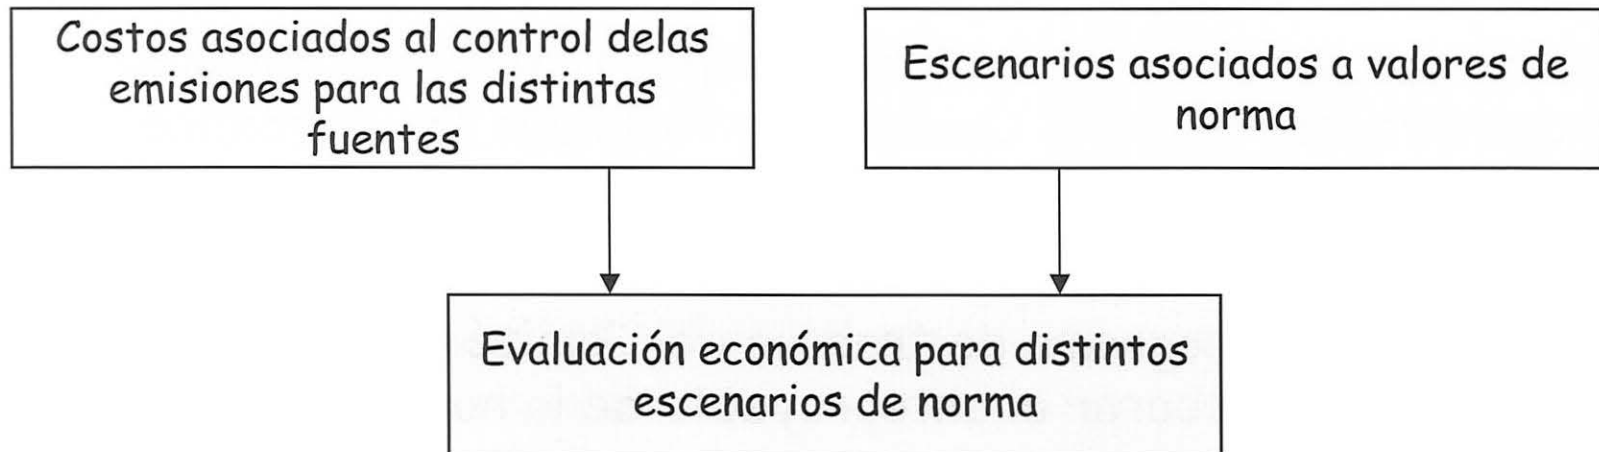 Costos asociados al control delas
emisiones para las distintas
fuentes
Escenarios asociados a valores de
norma
Evaluación económica para distintos
escenarios de norma